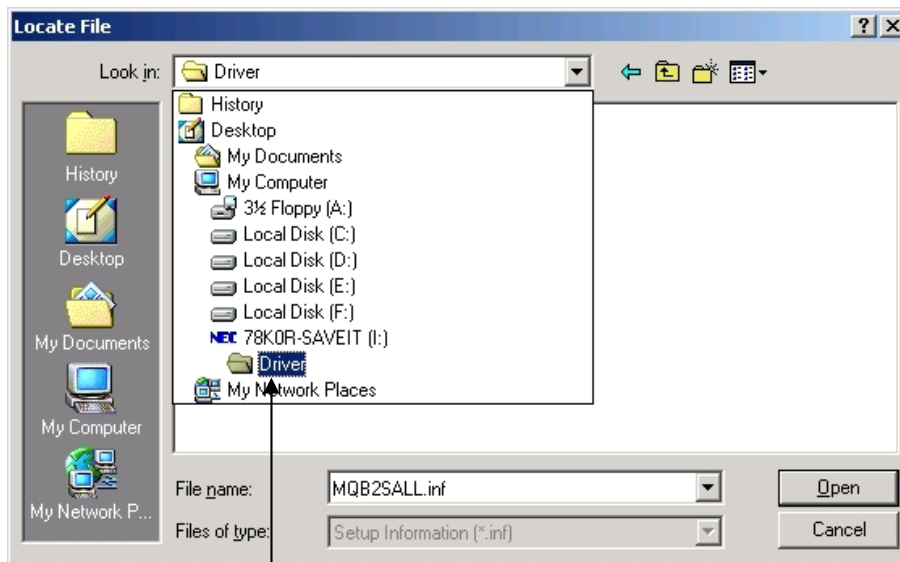 Locate File
Look in:
Driver
History
Desktop
My Documents
My Computer
3½ Floppy (A:)
Local Disk (C:)
Local Disk (D:)
Local Disk (E:)
Local Disk (F:)
NEC 78K0R-SAVEIT (I:)
Driver
My Network Places
History
Desktop
My Documents
My Computer
My Network P...
File name:
MQB2SALL.inf
Open
Files of type:
Setup Information (*.inf)
Cancel